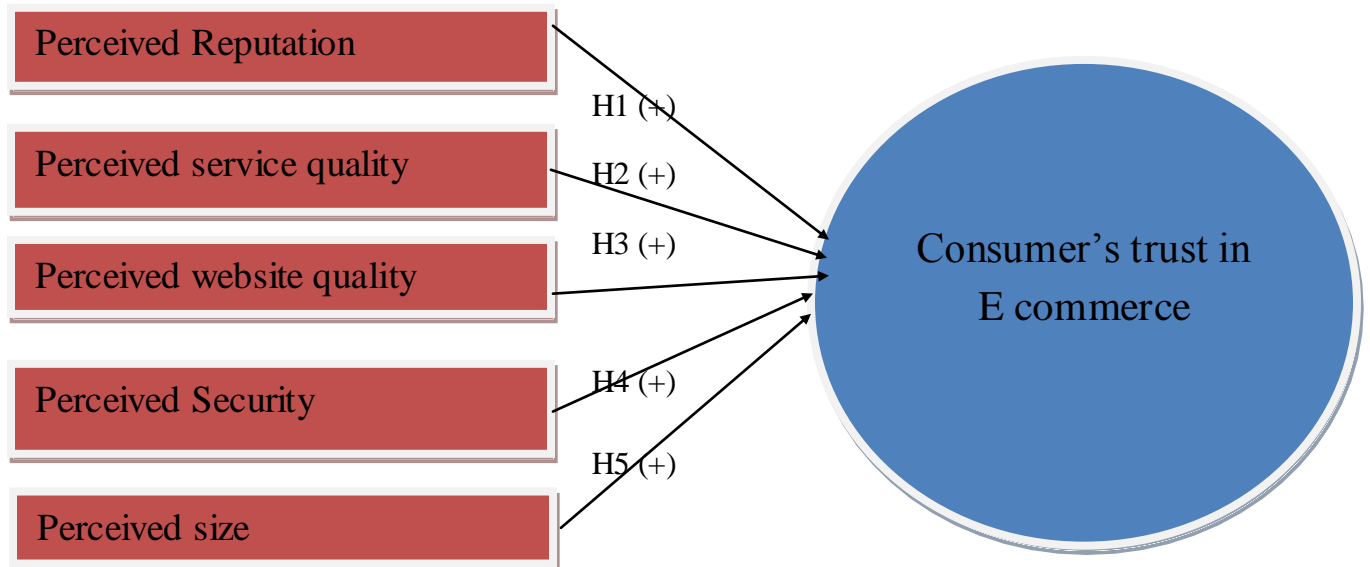 Perceived Reputation
H1 (+)
Perceived service quality
H2 (+)
H3 (+)
Perceived website quality
Consumer’s trust in
E commerce
Perceived Security
H4 (+)
H5 (+)
Perceived size